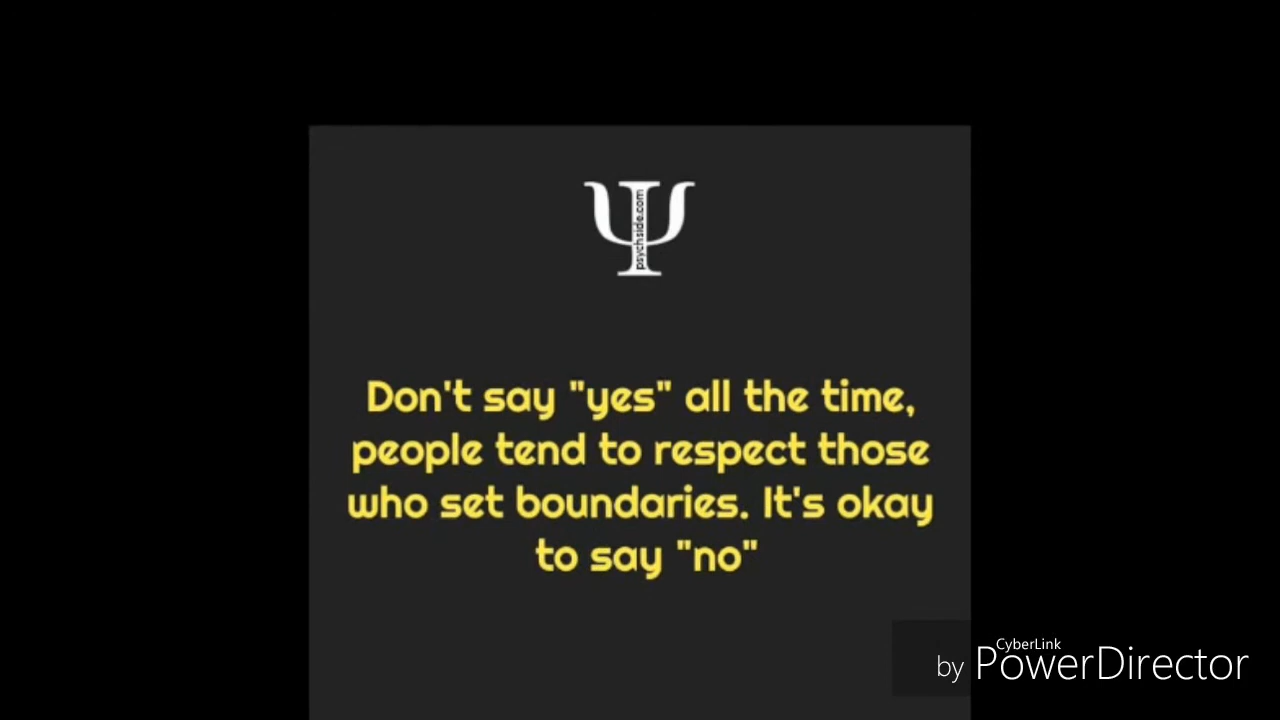 psychside.com
Don't say "yes" all the time,
people tend to respect those
who set boundaries. It's okay
to say "no"
CyberLink
by PowerDirector